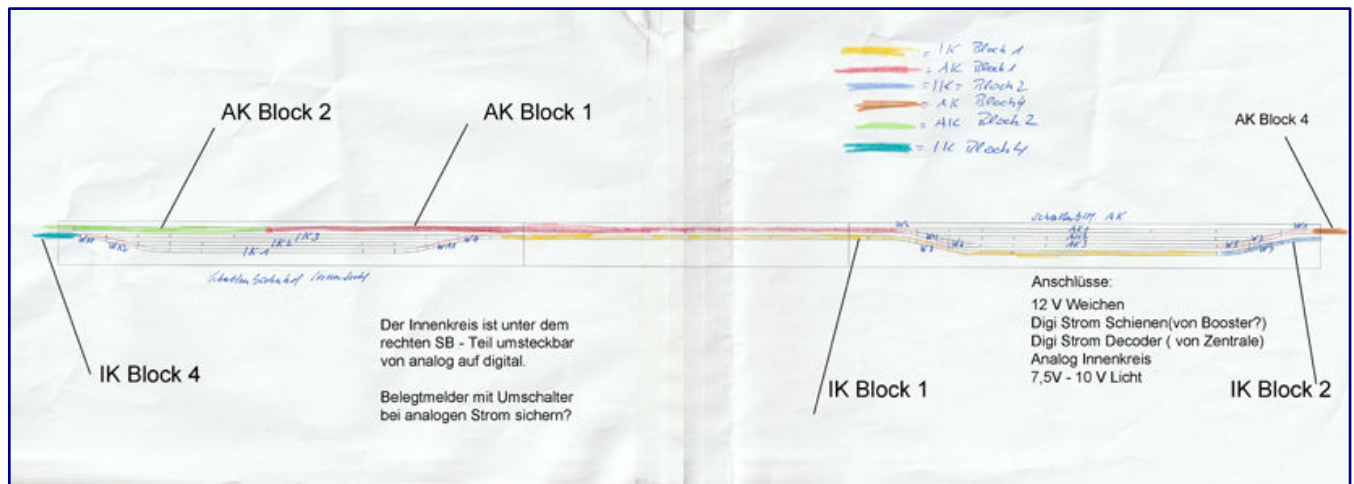 = IK Block 1
= AK Block 1
= IK = Block 2
= AK Block 4
= AK Block 2
= IK Block 4
AK Block 2
AK Block 1
AK Block 4
Schattenbhf. AK
IK 3
IK 2
IK 1
AK 1
AK 2
AK 3
Schattenbahnhof Innenkreis
Der Innenkreis ist unter dem
rechten SB - Teil umsteckbar
von analog auf digital.
Belegtmelder mit Umschalter
bei analogen Strom sichern?
Anschlüsse:
12 V Weichen
Digi Strom Schienen(von Booster?)
Digi Strom Decoder ( von Zentrale)
Analog Innenkreis
7,5V - 10 V Licht
IK Block 4
IK Block 1
IK Block 2